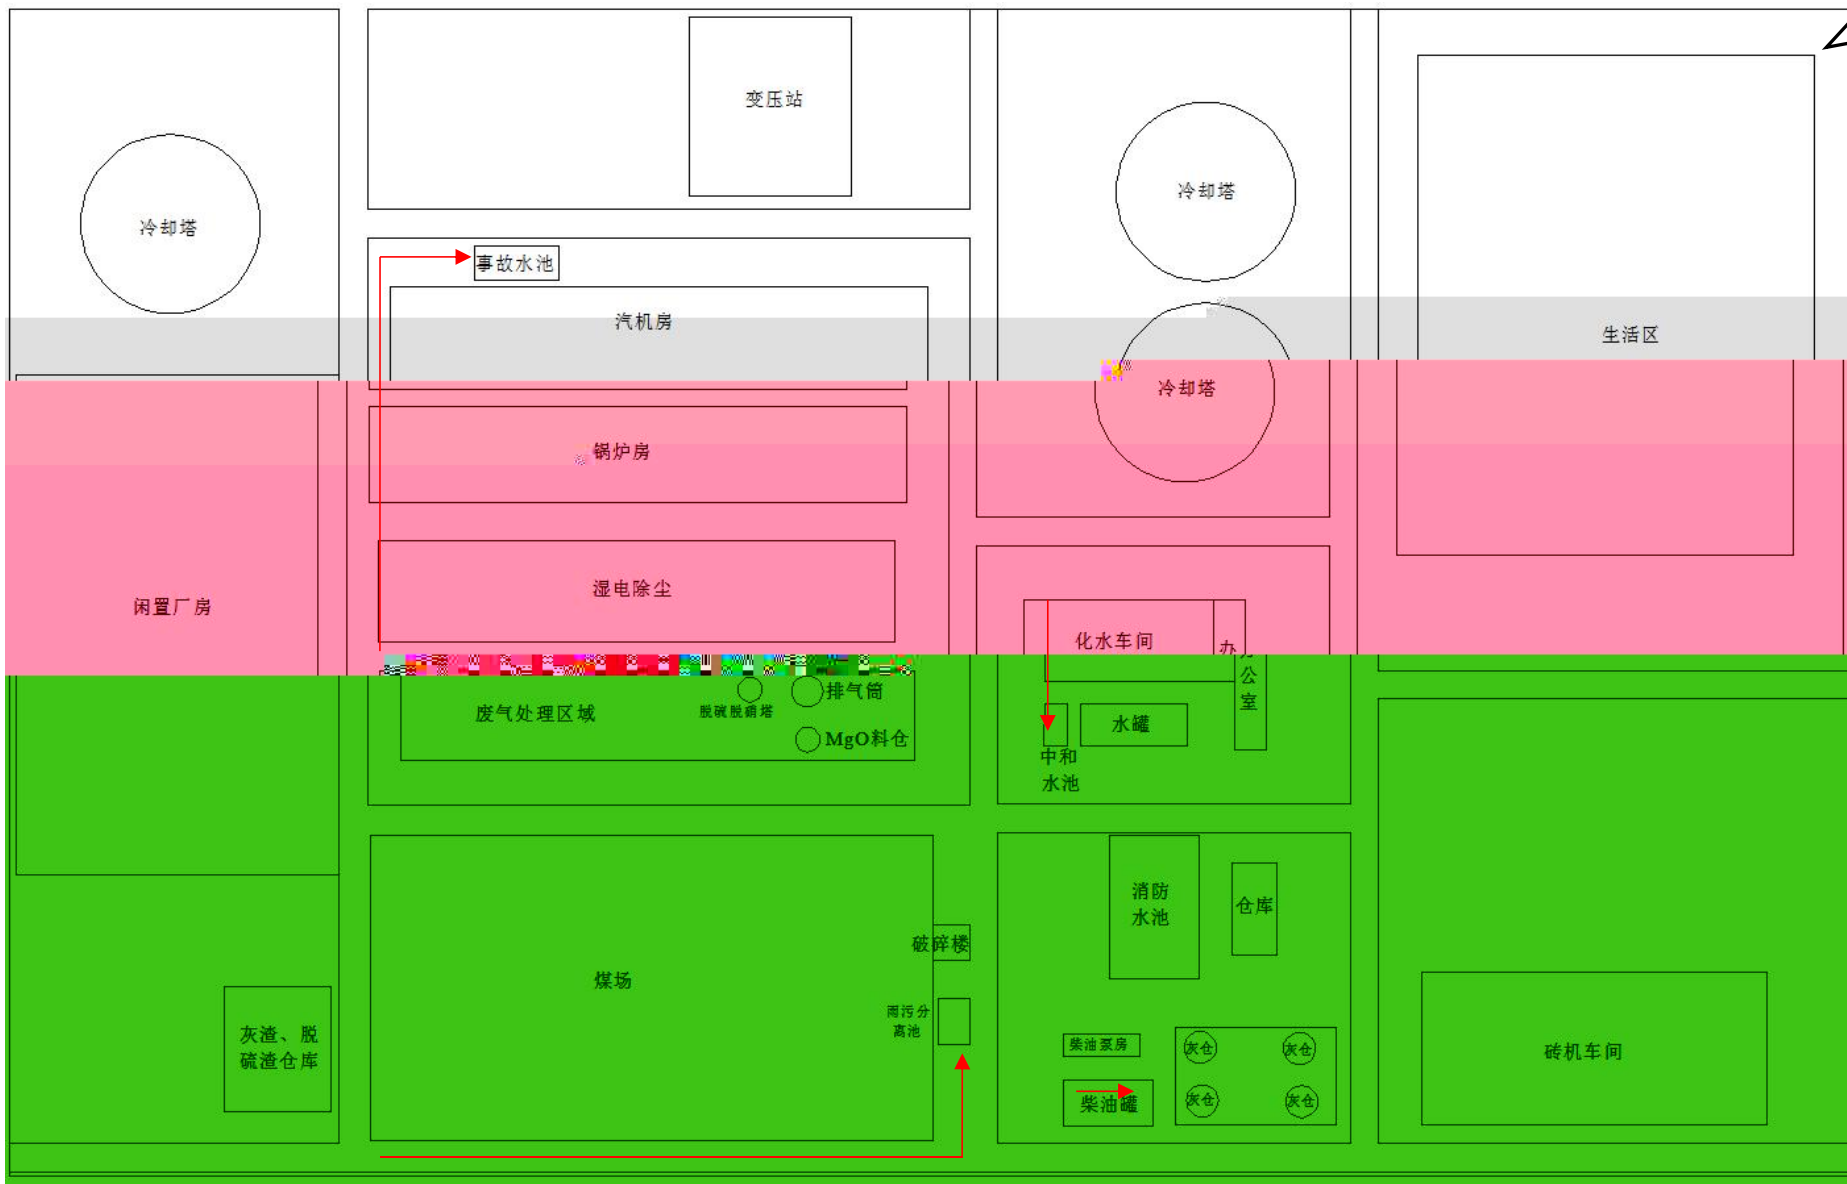 变压站
冷却塔
冷却塔
事故水池
汽机房
生活区
冷却塔
锅炉房
湿电除尘
闲置厂房
化水车间
办
公
室
排气筒
脱硫脱硝塔
废气处理区域
水罐
MgO料仓
中和
水池
消防
水池
仓库
破碎楼
煤场
雨污分
离池
灰渣、脱
硫渣仓库
柴油泵房
灰仓
灰仓
砖机车间
柴油罐
灰仓
灰仓